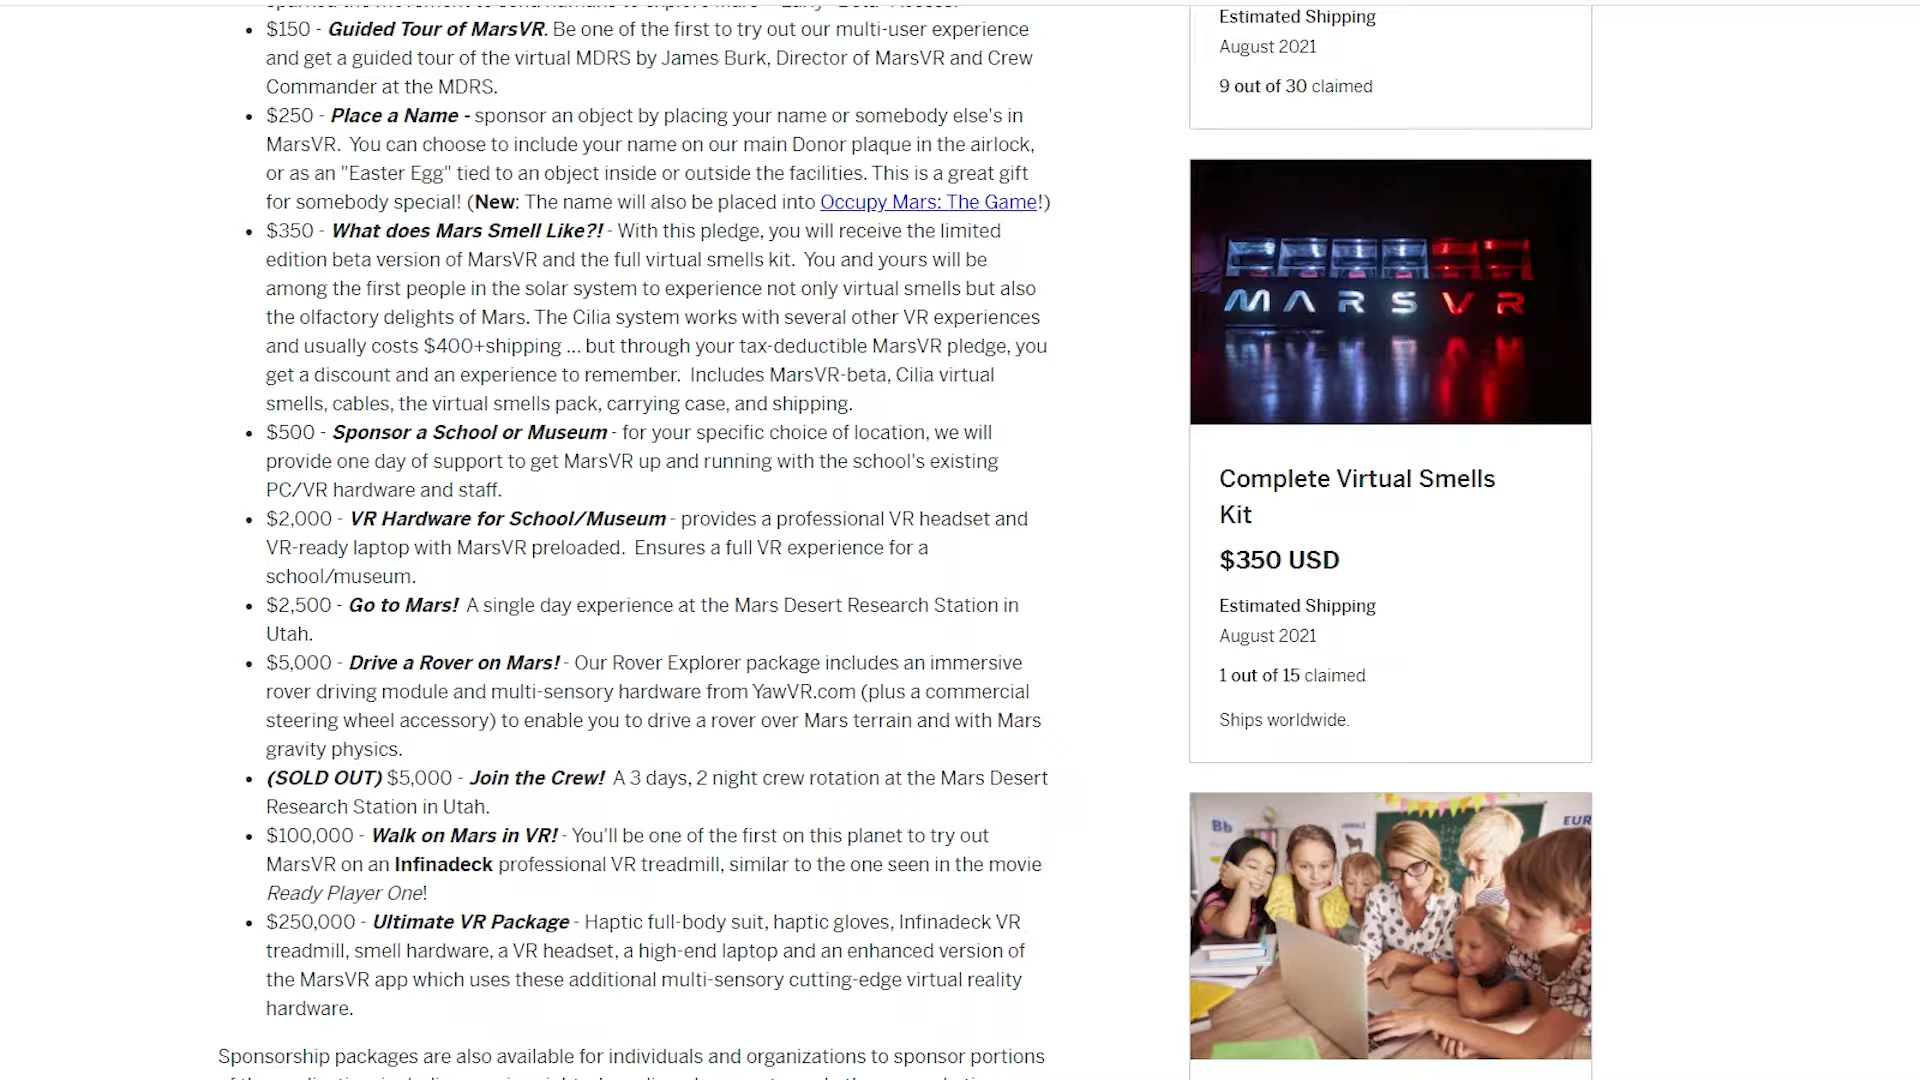 $150 - Guided Tour of MarsVR. Be one of the first to try out our multi-user experience
and get a guided tour of the virtual MDRS by James Burk, Director of MarsVR and Crew
Commander at the MDRS.
$250 - Place a Name - sponsor an object by placing your name or somebody else's in
MarsVR. You can choose to include your name on our main Donor plaque in the airlock,
or as an "Easter Egg" tied to an object inside or outside the facilities. This is a great gift
for somebody special! (New: The name will also be placed into Occupy Mars: The Game!)
$350 - What does Mars Smell Like?! - With this pledge, you will receive the limited
edition beta version of MarsVR and the full virtual smells kit. You and yours will be
among the first people in the solar system to experience not only virtual smells but also
the olfactory delights of Mars. The Cilia system works with several other VR experiences
and usually costs $400+shipping ... but through your tax-deductible MarsVR pledge, you
get a discount and an experience to remember. Includes MarsVR-beta, Cilia virtual
smells, cables, the virtual smells pack, carrying case, and shipping.
$500 - Sponsor a School or Museum - for your specific choice of location, we will
provide one day of support to get MarsVR up and running with the school's existing
PC/VR hardware and staff.
$2,000 - VR Hardware for School/Museum - provides a professional VR headset and
VR-ready laptop with MarsVR preloaded. Ensures a full VR experience for a
school/museum.
$2,500 - Go to Mars! A single day experience at the Mars Desert Research Station in
Utah.
$5,000 - Drive a Rover on Mars! - Our Rover Explorer package includes an immersive
rover driving module and multi-sensory hardware from YawVR.com (plus a commercial
steering wheel accessory) to enable you to drive a rover over Mars terrain and with Mars
gravity physics.
(SOLD OUT) $5,000 - Join the Crew! A 3 days, 2 night crew rotation at the Mars Desert
Research Station in Utah.
$100,000 - Walk on Mars in VR! - You'll be one of the first on this planet to try out
MarsVR on an Infinadeck professional VR treadmill, similar to the one seen in the movie
Ready Player One!
$250,000 - Ultimate VR Package - Haptic full-body suit, haptic gloves, Infinadeck VR
treadmill, smell hardware, a VR headset, a high-end laptop and an enhanced version of
the MarsVR app which uses these additional multi-sensory cutting-edge virtual reality
hardware.
Sponsorship packages are also available for individuals and organizations to sponsor portions
Estimated Shipping
August 2021
9 out of 30 claimed
MARS VR
Complete Virtual Smells
Kit
$350 USD
Estimated Shipping
August 2021
1 out of 15 claimed
Ships worldwide.
Bb
EUR